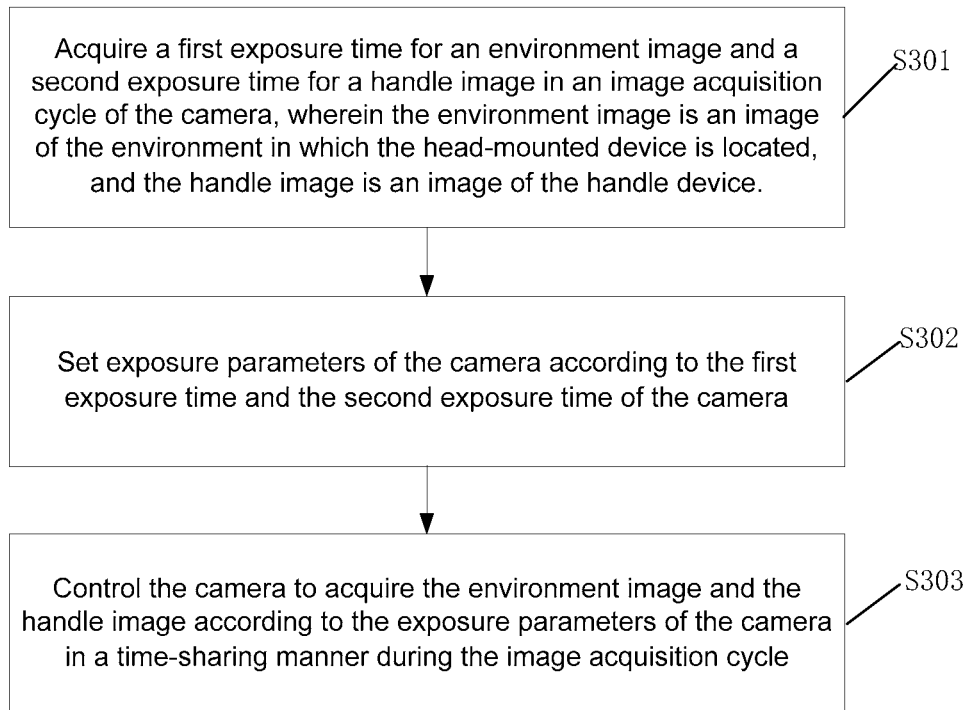 Acquire a first exposure time for an environment image and a
second exposure time for a handle image in an image acquisition
cycle of the camera, wherein the environment image is an image
of the environment in which the head-mounted device is located,
and the handle image is an image of the handle device.
S301
Set exposure parameters of the camera according to the first
exposure time and the second exposure time of the camera
S302
Control the camera to acquire the environment image and the
handle image according to the exposure parameters of the camera
in a time-sharing manner during the image acquisition cycle
S303